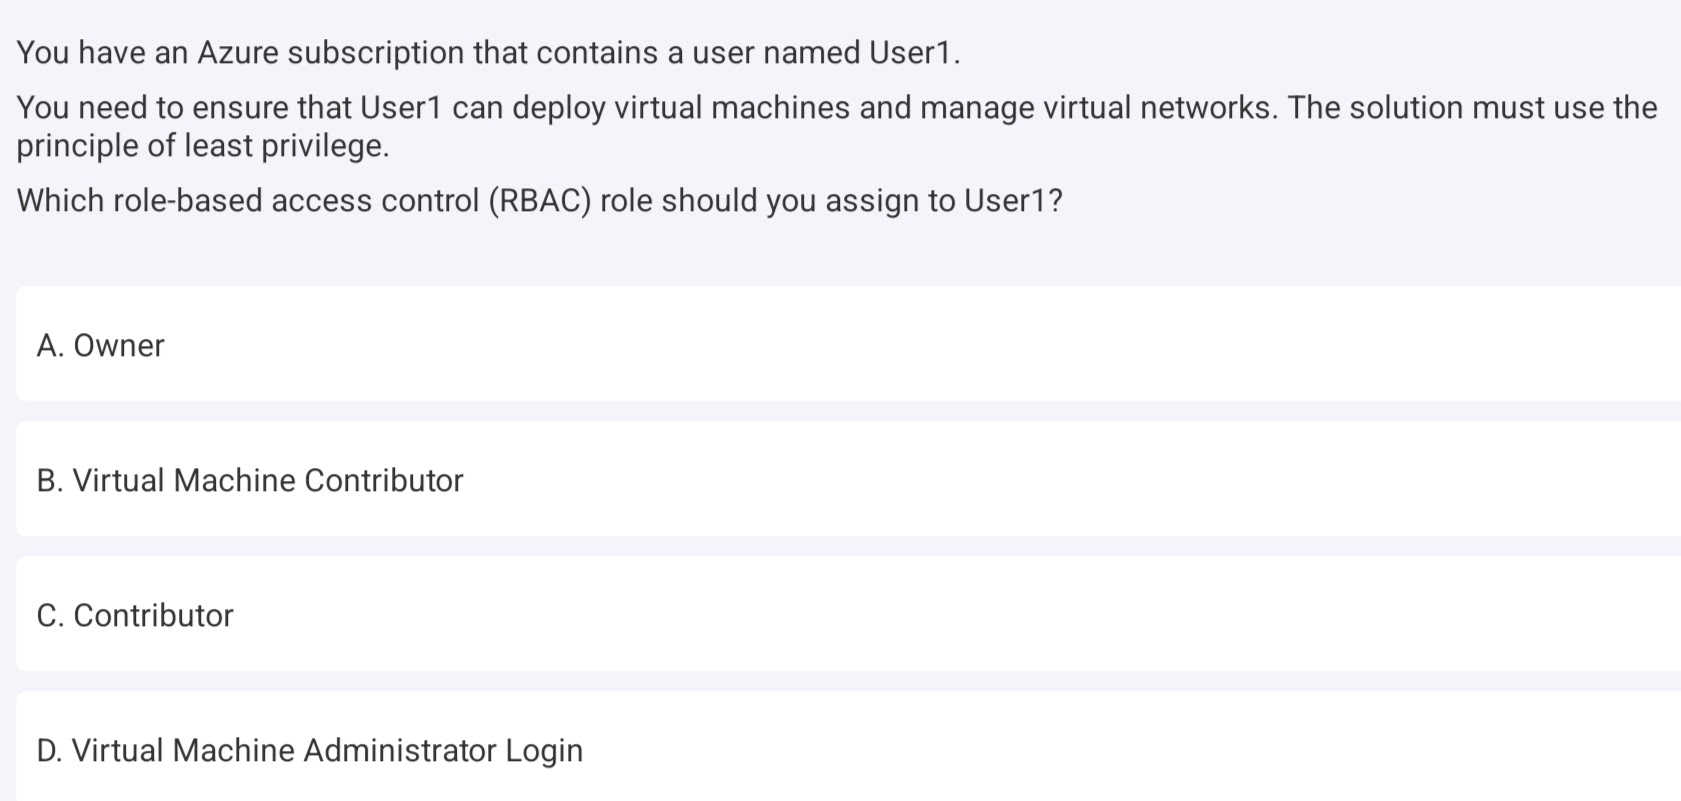 You have an Azure subscription that contains a user named User1.
You need to ensure that User1 can deploy virtual machines and manage virtual networks. The solution must use the
principle of least privilege.
Which role-based access control (RBAC) role should you assign to User1?
A. Owner
B. Virtual Machine Contributor
C. Contributor
D. Virtual Machine Administrator Login